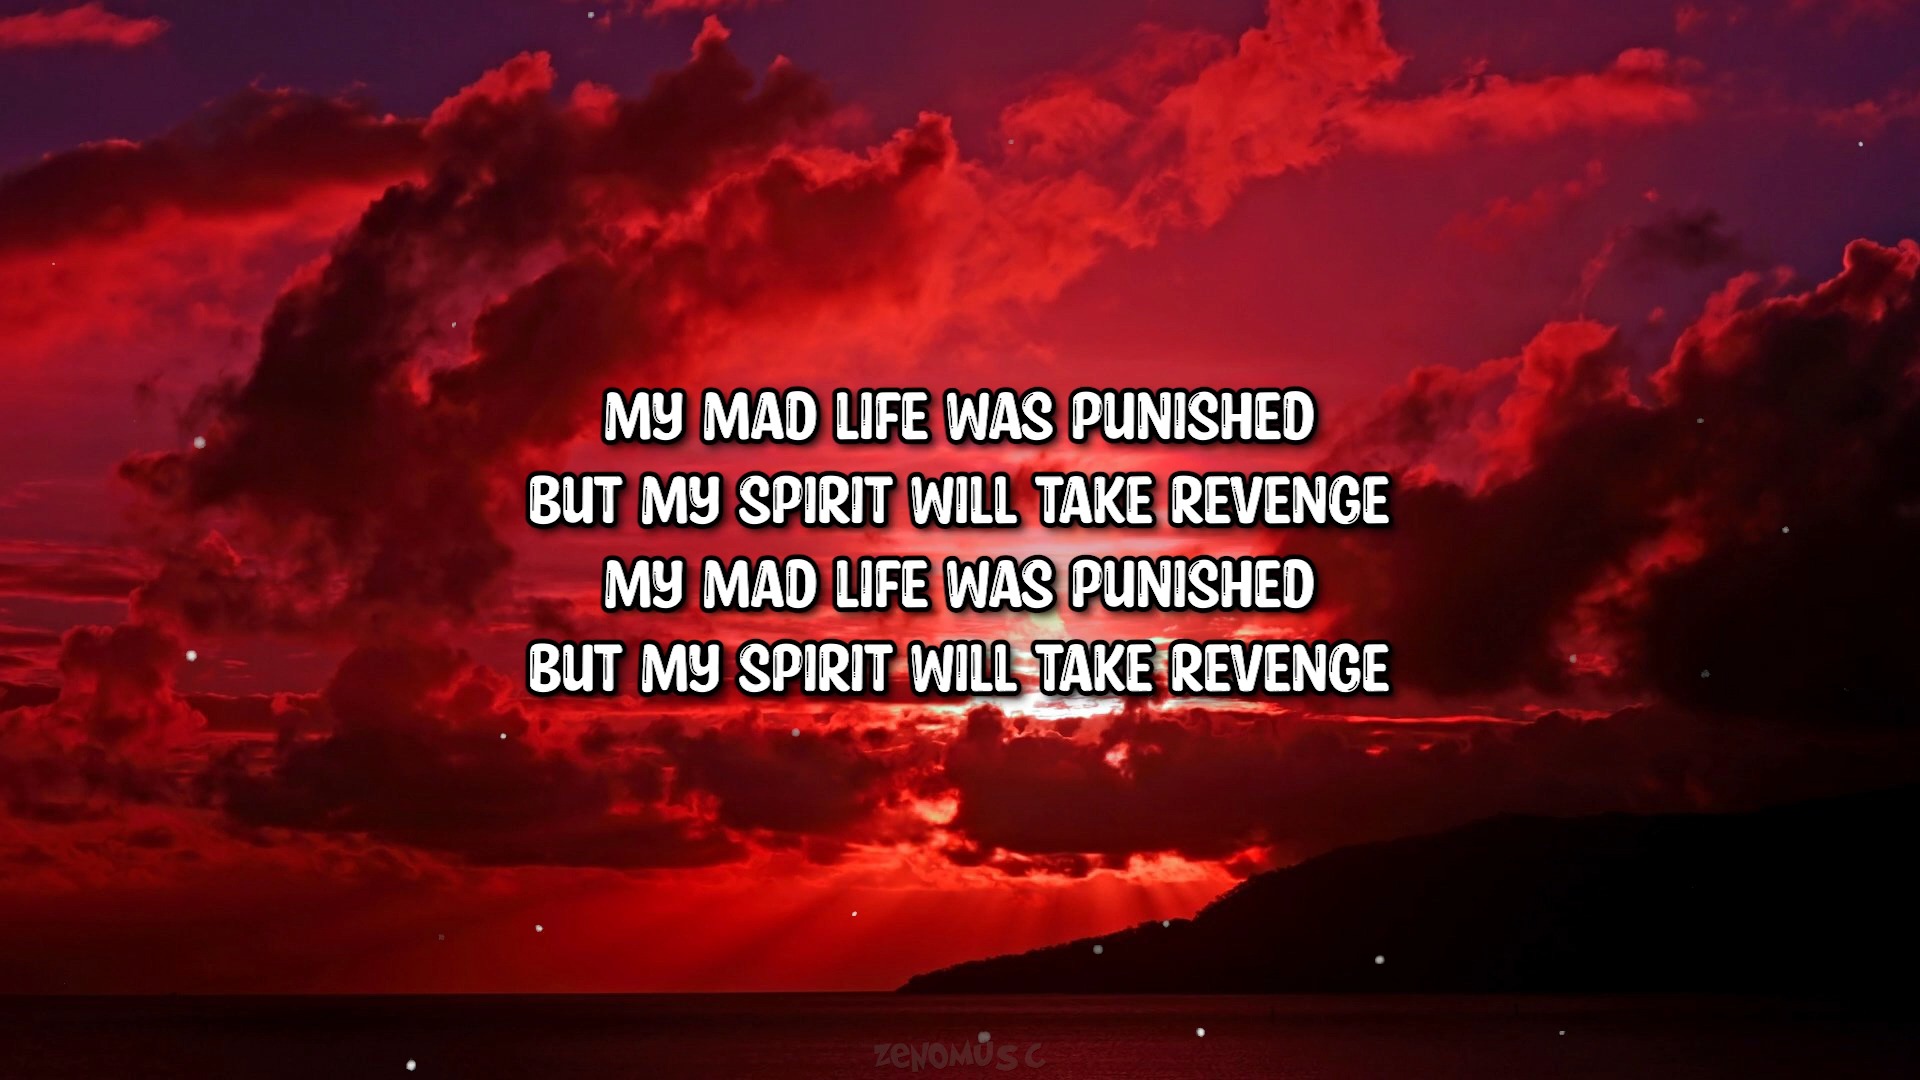 MY MAD LIFE WAS PUNISHED
BUT MY SPIRIT WILL TAKE REVENGE
MY MAD LIFE WAS PUNISHED
BUT MY SPIRIT WILL TAKE REVENGE
ZENOMUS C